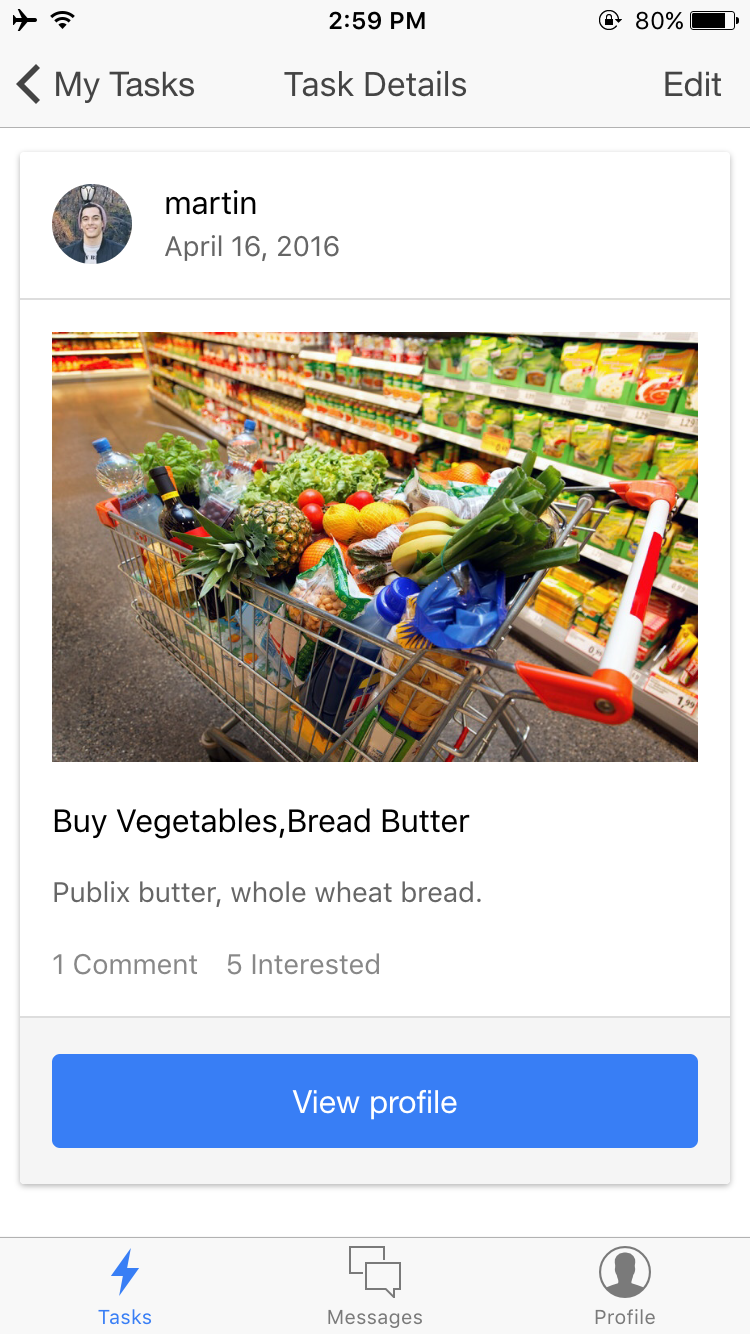 2:59 PM
80%
My Tasks
Task Details
Edit
martin
April 16, 2016
Buy Vegetables,Bread Butter
Publix butter, whole wheat bread.
1 Comment 5 Interested
View profile
Tasks
Messages
Profile